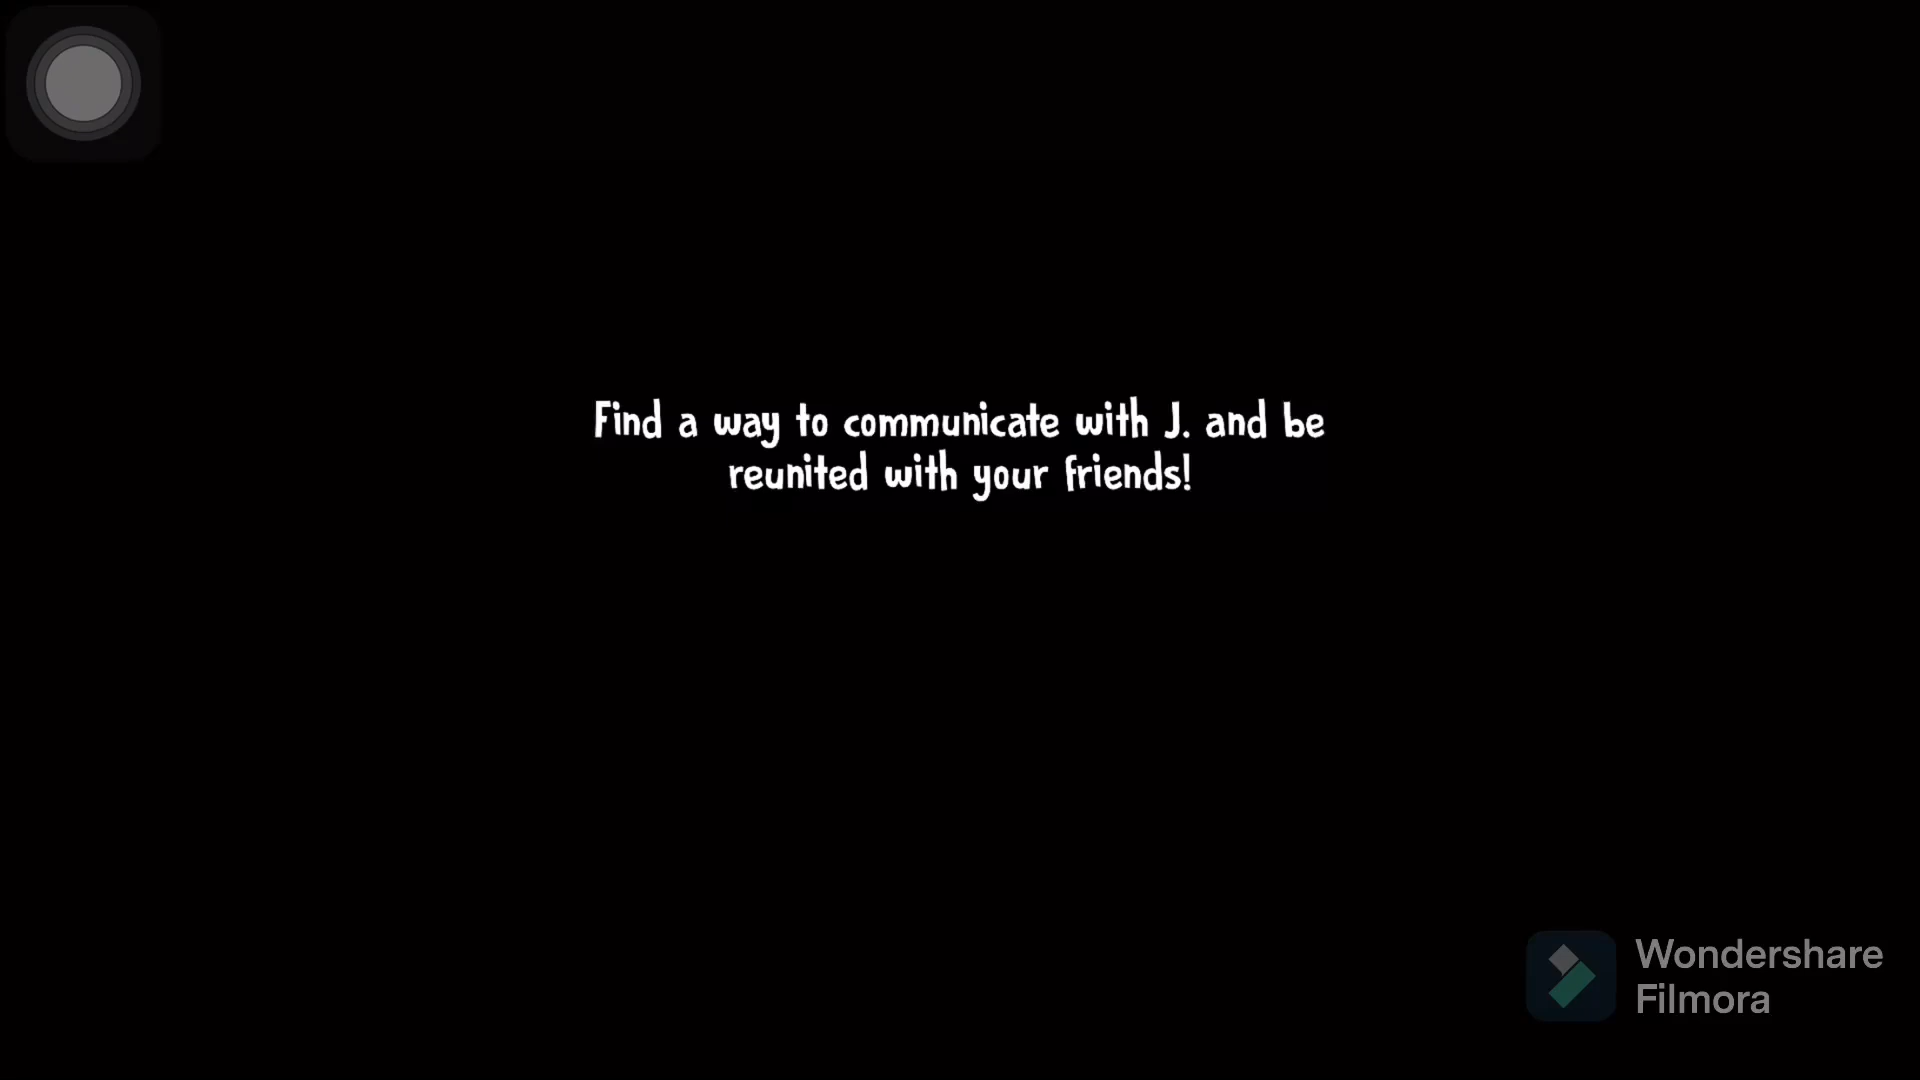 Find a way to communicate with J. and be
reunited with your friends!
Wondershare
Filmora